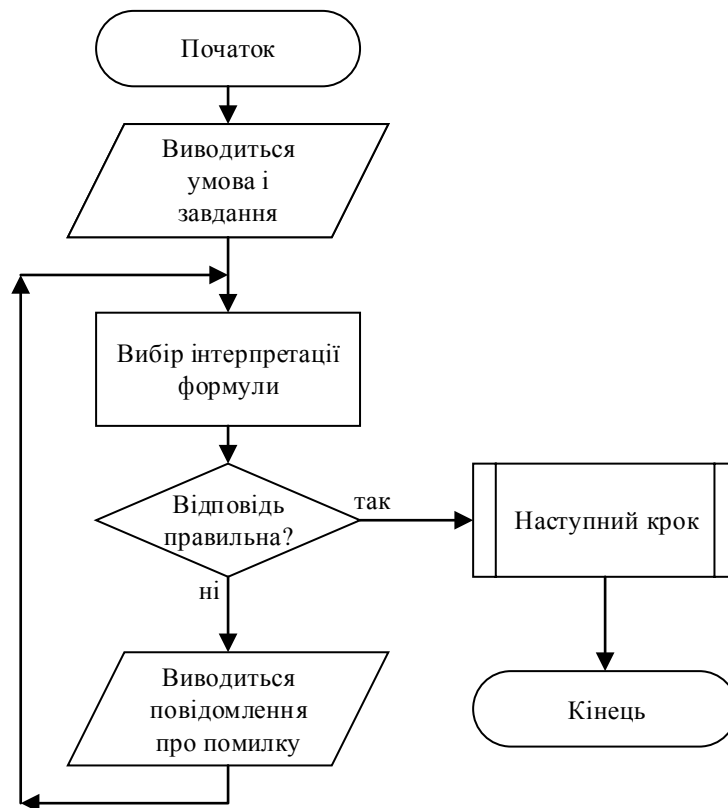 Початок
Виводиться
умова і
завдання
Вибір інтерпретації
формули
Відповідь
правильна?
так
Наступний крок
ні
Виводиться
повідомлення
про помилку
Кінець